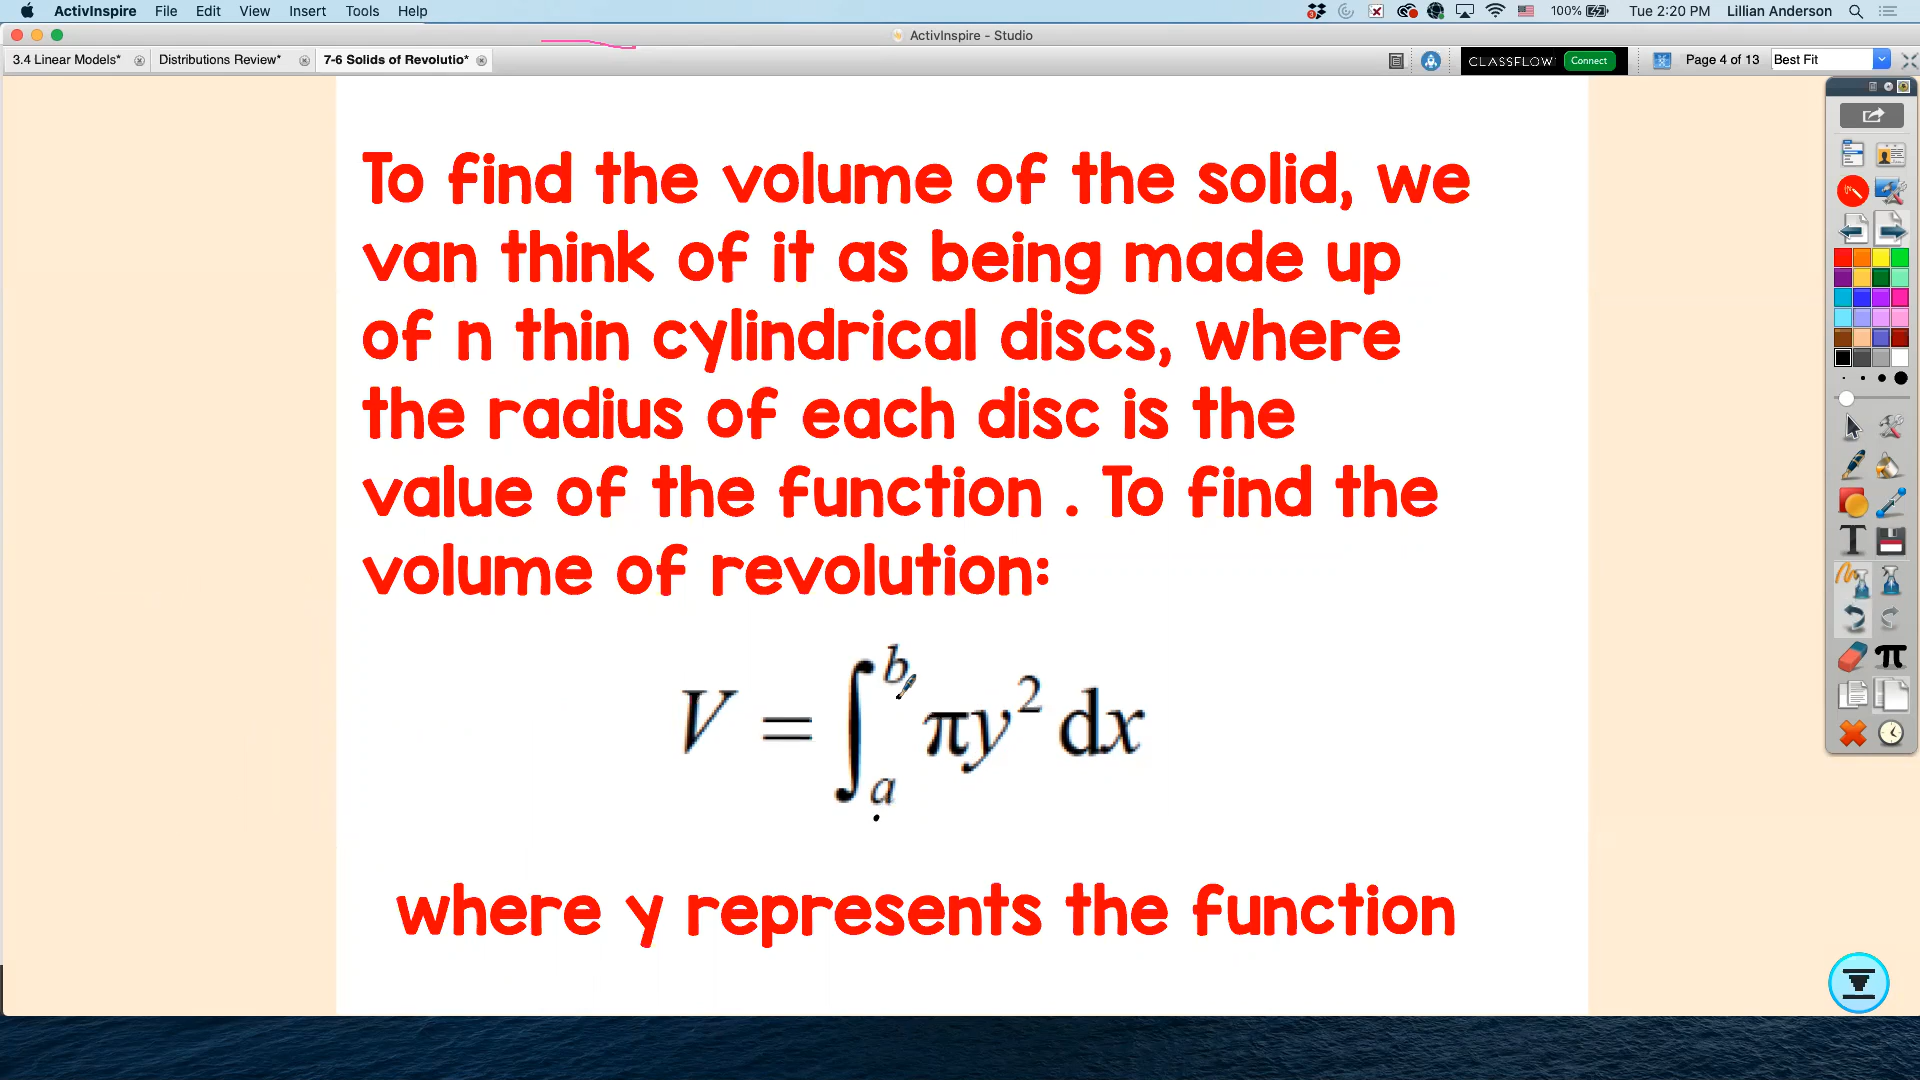 ActivInspire File Edit View Insert Tools Help 100% Tue 2:20 PM Lillian Anderson
ActivInspire - Studio
3.4 Linear Models* Distributions Review* 7-6 Solids of Revolutio* CLASSFLOW Connect Page 4 of 13 Best Fit
To find the volume of the solid, we
van think of it as being made up
of n thin cylindrical discs, where
the radius of each disc is the
value of the function . To find the
volume of revolution:
V = ∫_a^b πy² dx
where y represents the function